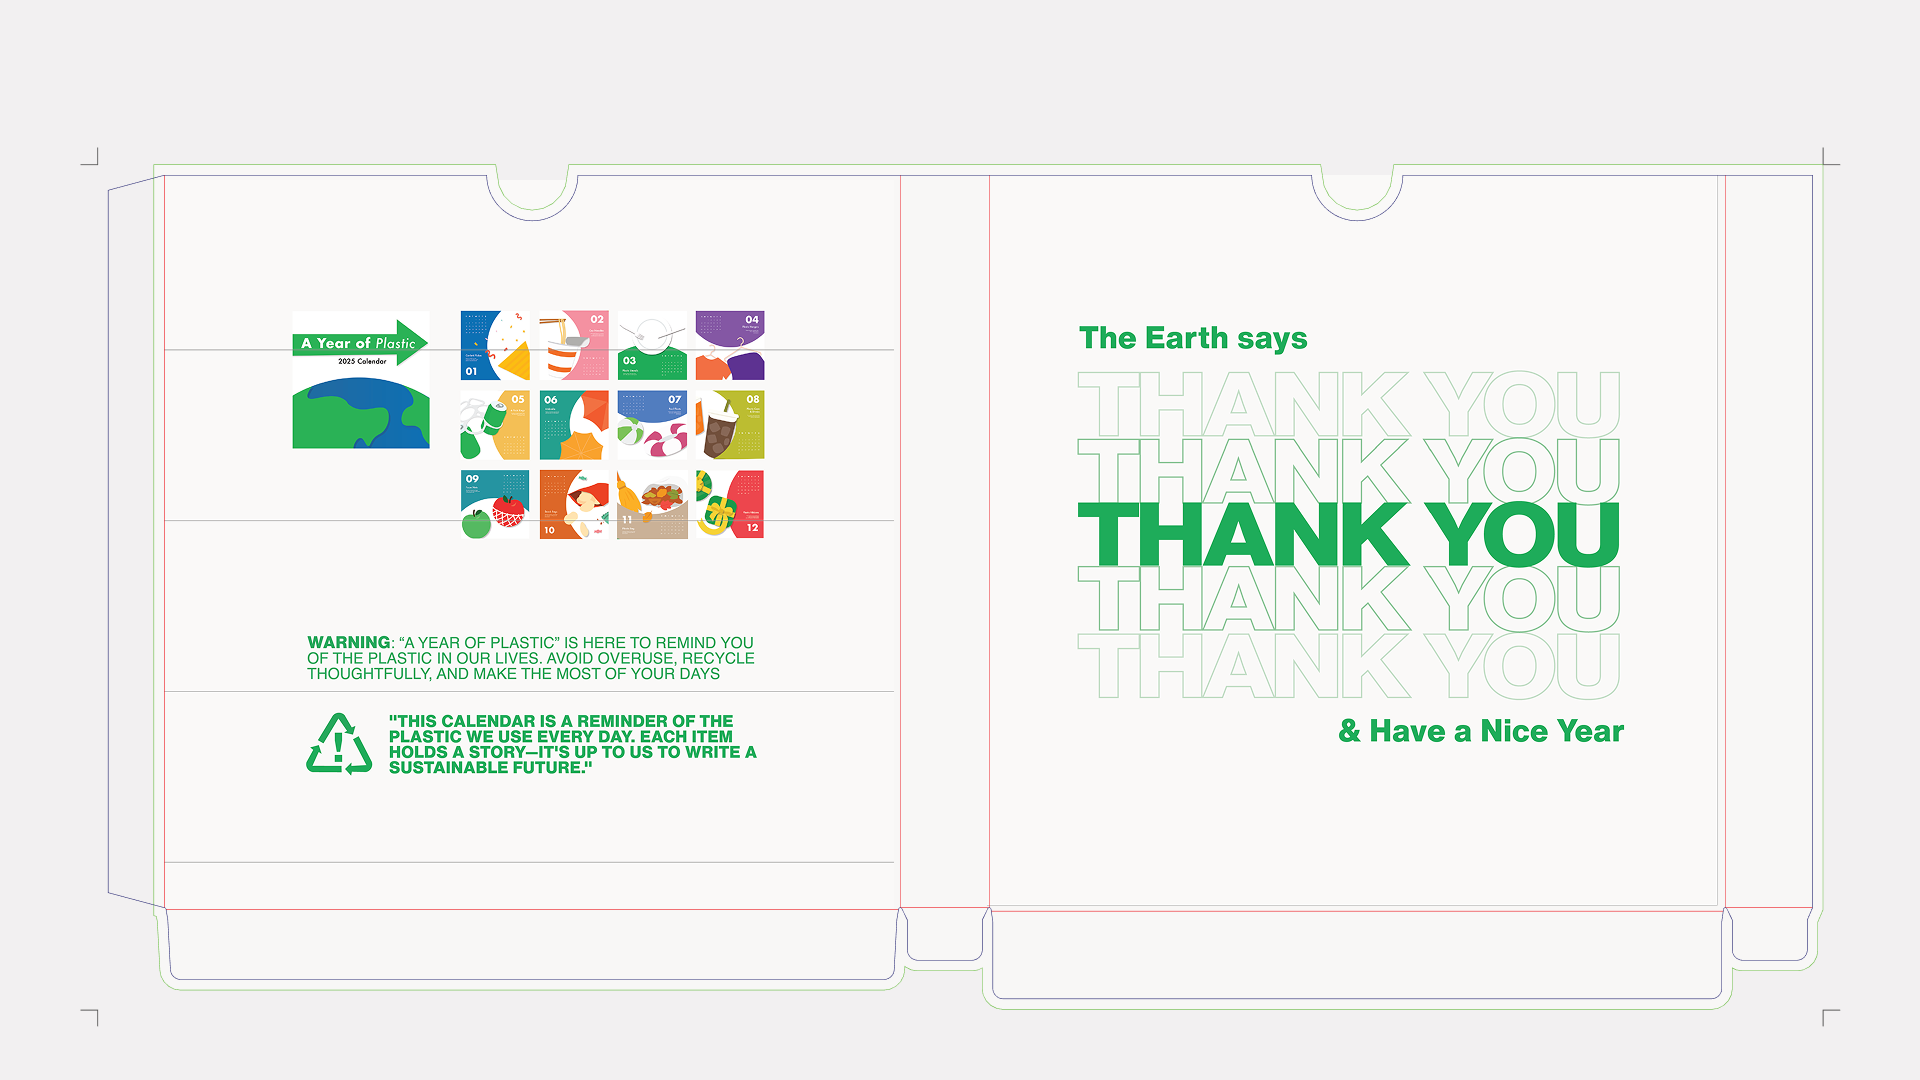 A Year of Plastic
2025 Calendar
01
02
03
04
05
06
07
08
09
10
11
12
WARNING: “A YEAR OF PLASTIC” IS HERE TO REMIND YOU
OF THE PLASTIC IN OUR LIVES. AVOID OVERUSE, RECYCLE
THOUGHTFULLY, AND MAKE THE MOST OF YOUR DAYS
!
"THIS CALENDAR IS A REMINDER OF THE
PLASTIC WE USE EVERY DAY. EACH ITEM
HOLDS A STORY—IT'S UP TO US TO WRITE A
SUSTAINABLE FUTURE."
The Earth says
THANK YOU
THANK YOU
THANK YOU
THANK YOU
THANK YOU
& Have a Nice Year